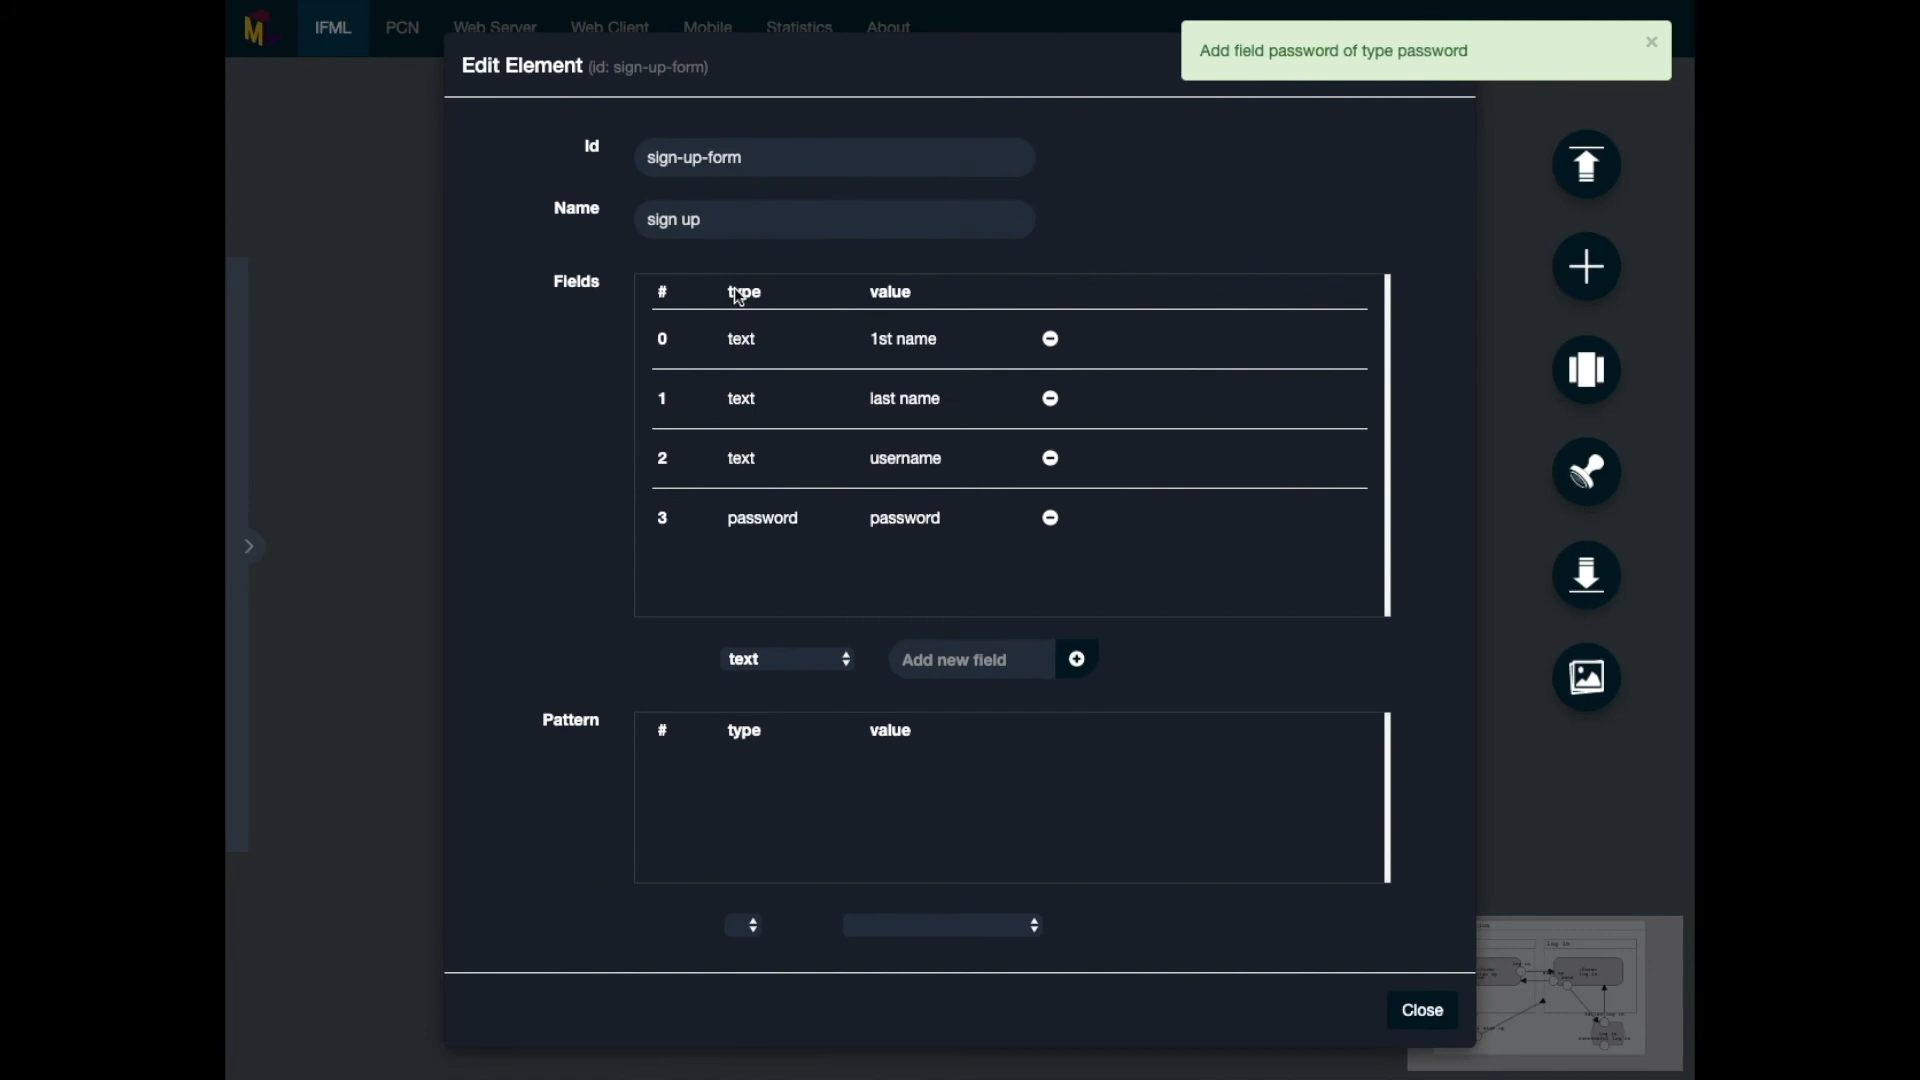 IFML PCN Web Server Web Client Mobile Statistics About
Add field password of type password ×
Edit Element (id: sign-up-form)
Id sign-up-form
Name sign up
Fields
# type value
0 text 1st name
1 text last name
2 text username
3 password password
text Add new field
Pattern
# type value
log in
Close